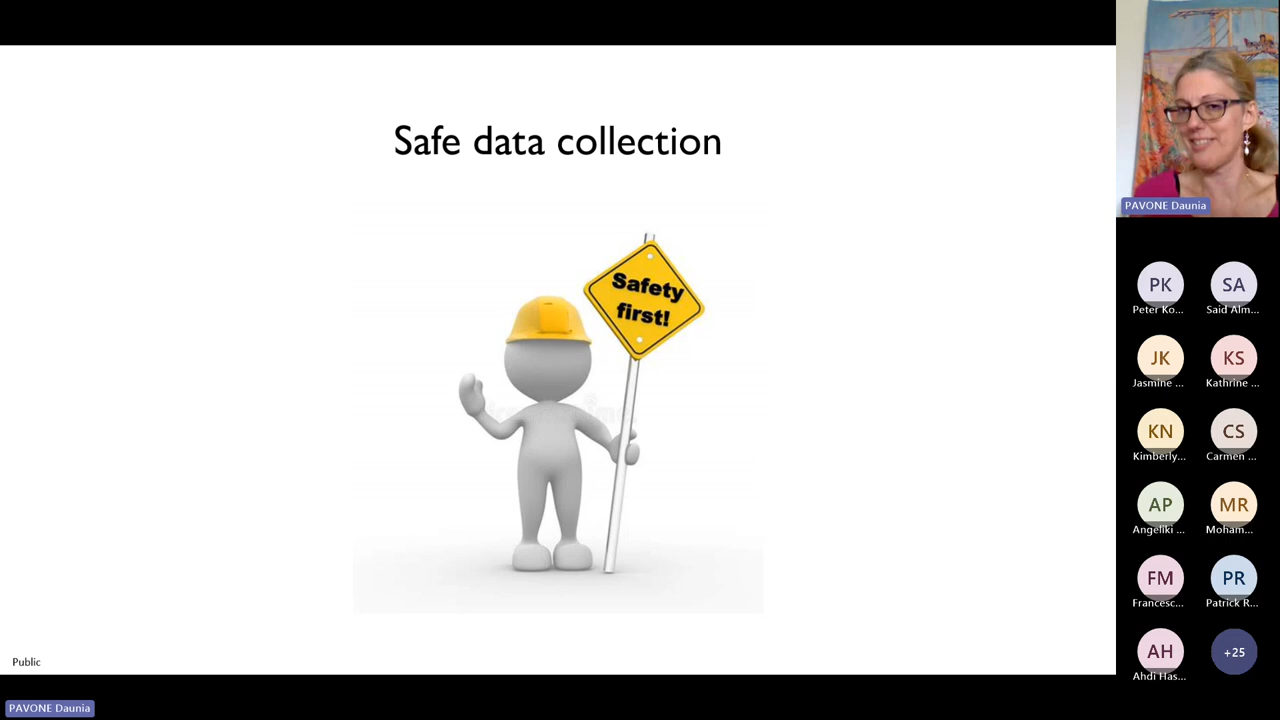 Safe data collection
Safety
first!
Public
PAVONE Daunia
PAVONE Daunia
PK
SA
Peter Ko...
Said Alm...
JK
KS
Jasmine ...
Kathrine ...
KN
CS
Kimberly...
Carmen ...
AP
MR
Angeliki ...
Moham...
FM
PR
Francesc...
Patrick R...
AH
+25
Ahdi Has...